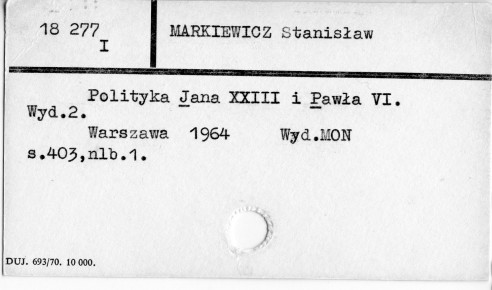 18 277
I
MARKIEWICZ Stanisław
Polityka Jana XXIII i Pawła VI.
Wyd.2.
Warszawa 1964 Wyd.MON
s.403,nlb.1.
DUJ. 693/70. 10 000.